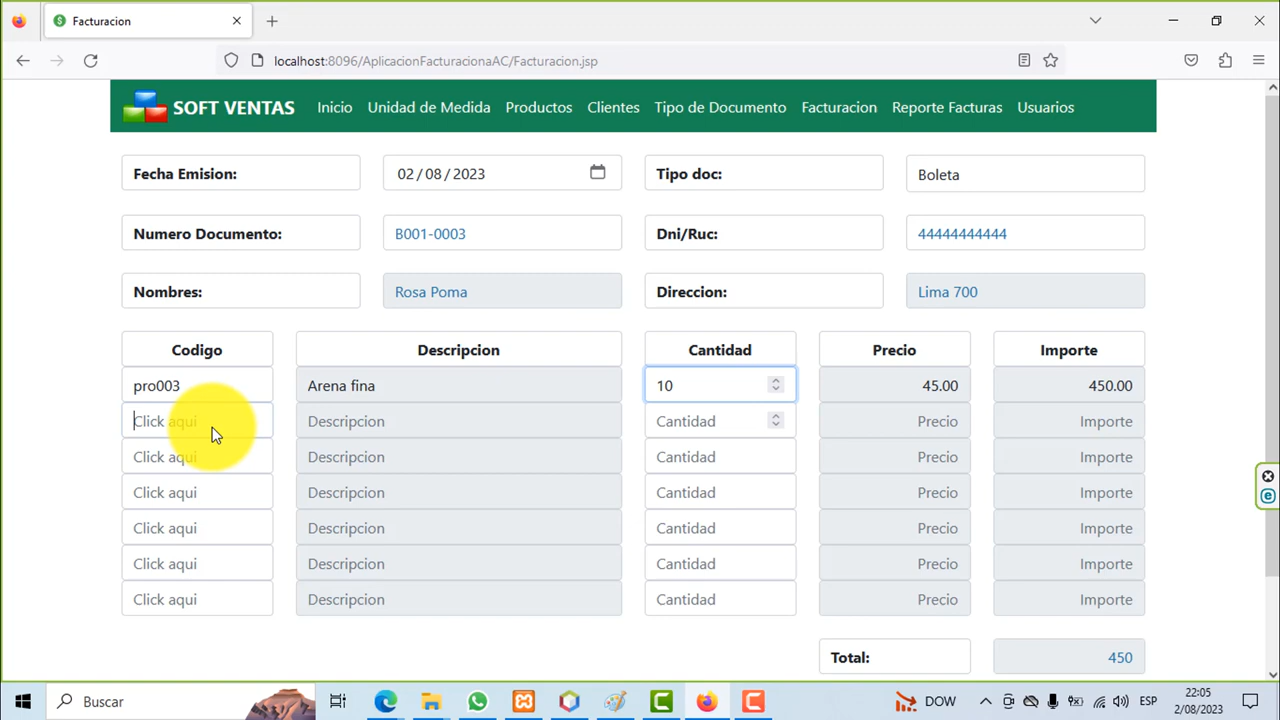 Facturacion
localhost:8096/AplicacionFacturacionaAC/Facturacion.jsp
SOFT VENTAS Inicio Unidad de Medida Productos Clientes Tipo de Documento Facturacion Reporte Facturas Usuarios
Fecha Emision: 02/08/2023 Tipo doc: Boleta
Numero Documento: B001-0003 Dni/Ruc: 44444444444
Nombres: Rosa Poma Direccion: Lima 700
Codigo Descripcion Cantidad Precio Importe
pro003 Arena fina 10 45.00 450.00
Click aqui Descripcion Cantidad Precio Importe
Click aqui Descripcion Cantidad Precio Importe
Click aqui Descripcion Cantidad Precio Importe
Click aqui Descripcion Cantidad Precio Importe
Click aqui Descripcion Cantidad Precio Importe
Click aqui Descripcion Cantidad Precio Importe
Total: 450
Buscar DOW ESP 22:05
2/08/2023